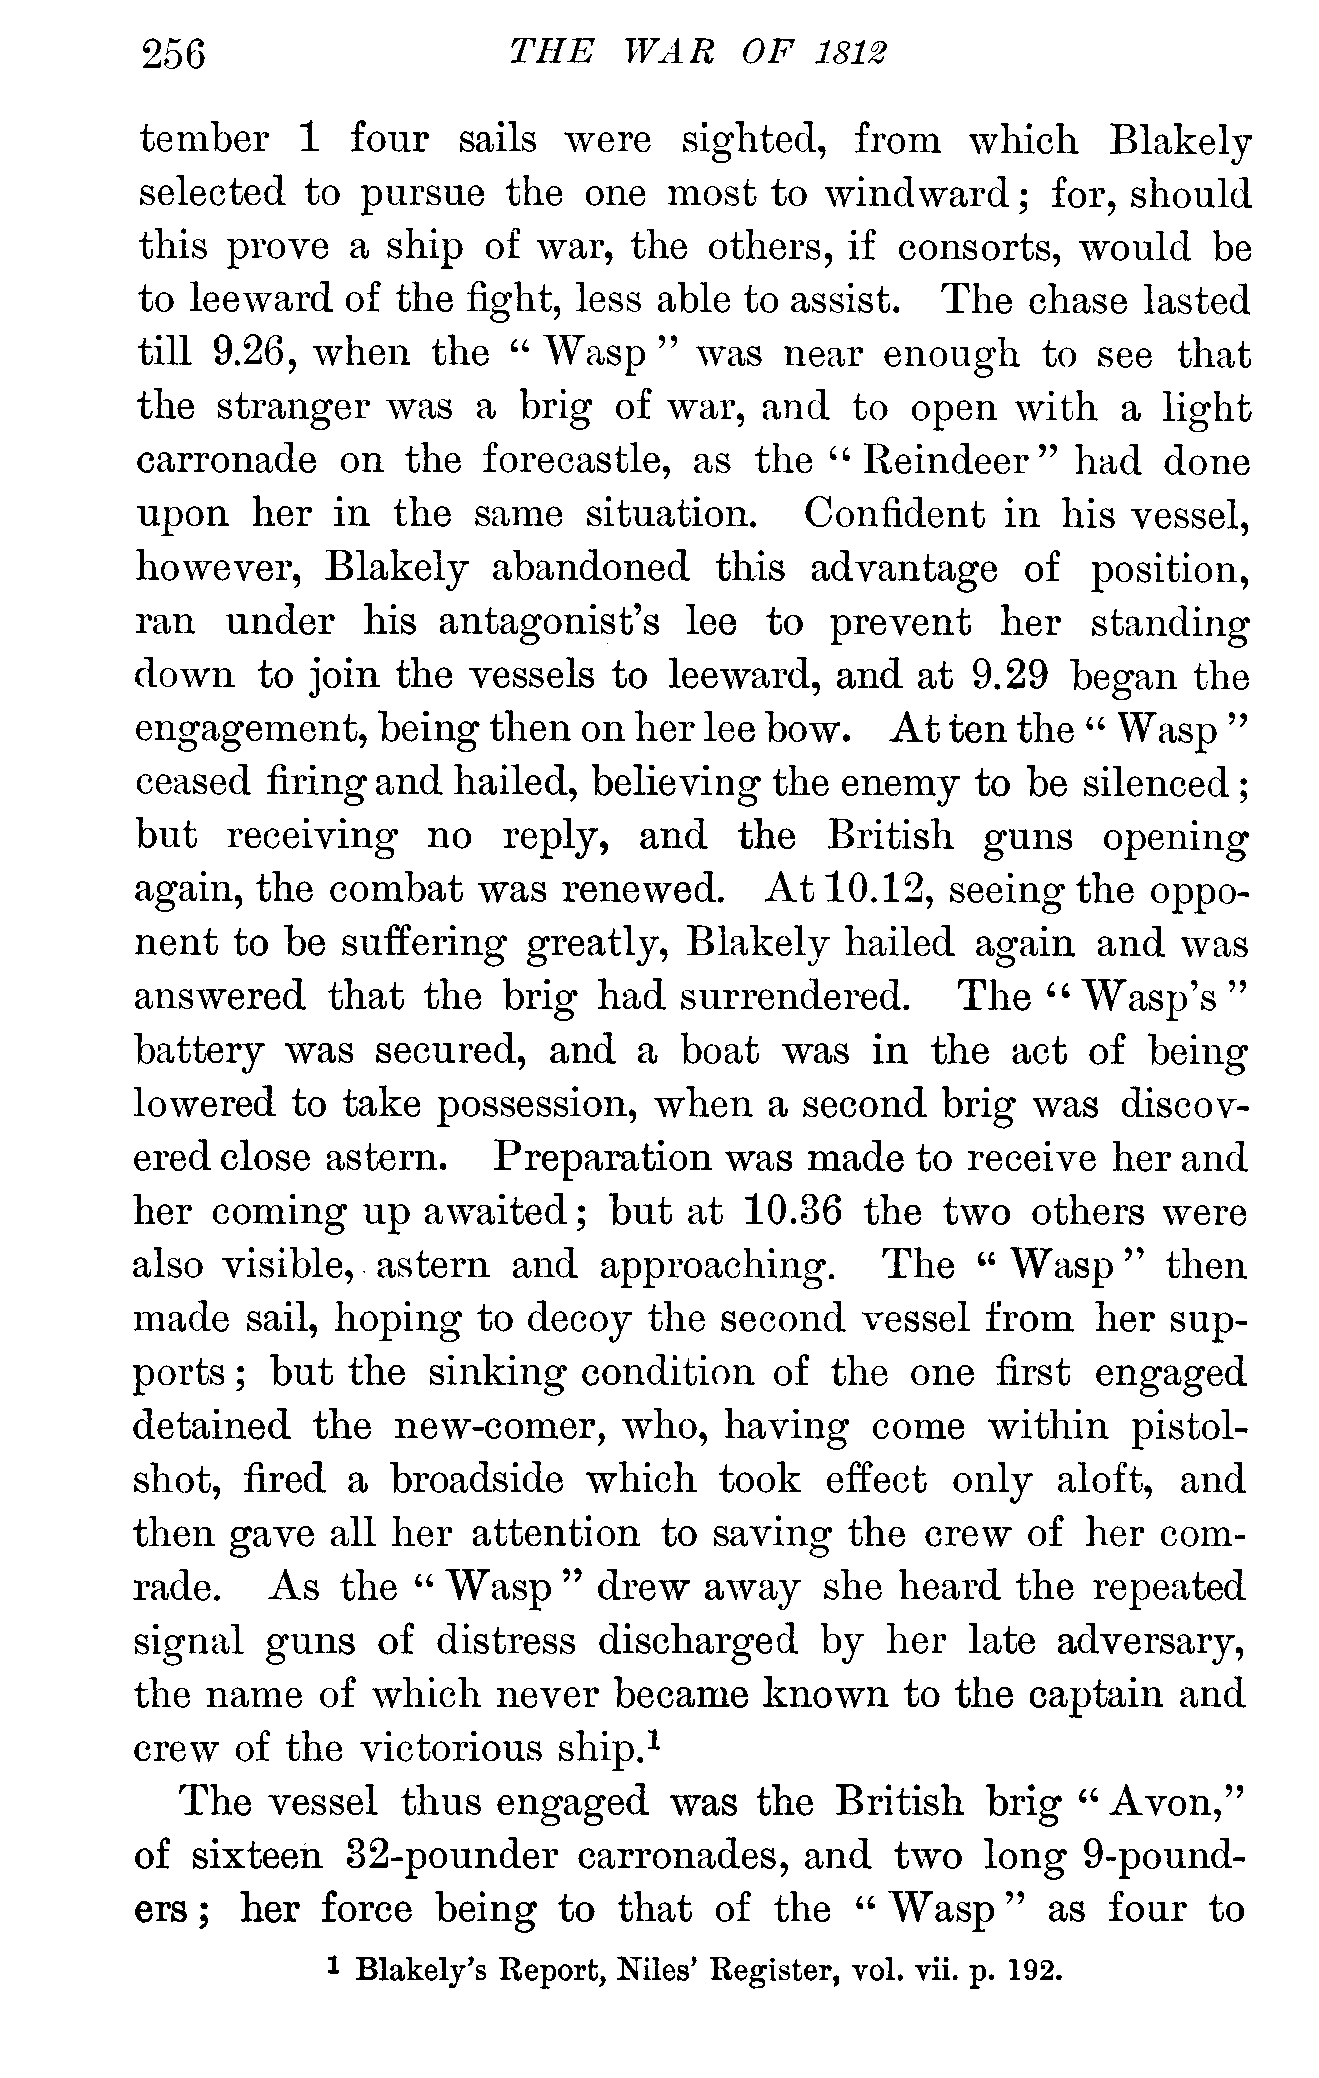 256 THE WAR OF 1812
tember 1 four sails were sighted, from which Blakely
selected to pursue the one most to windward; for, should
this prove a ship of war, the others, if consorts, would be
to leeward of the fight, less able to assist. The chase lasted
till 9.26, when the “Wasp” was near enough to see that
the stranger was a brig of war, and to open with a light
carronade on the forecastle, as the “Reindeer” had done
upon her in the same situation. Confident in his vessel,
however, Blakely abandoned this advantage of position,
ran under his antagonist’s lee to prevent her standing
down to join the vessels to leeward, and at 9.29 began the
engagement, being then on her lee bow. At ten the “Wasp”
ceased firing and hailed, believing the enemy to be silenced;
but receiving no reply, and the British guns opening
again, the combat was renewed. At 10.12, seeing the oppo-
nent to be suffering greatly, Blakely hailed again and was
answered that the brig had surrendered. The “Wasp’s”
battery was secured, and a boat was in the act of being
lowered to take possession, when a second brig was discov-
ered close astern. Preparation was made to receive her and
her coming up awaited; but at 10.36 the two others were
also visible, astern and approaching. The “Wasp” then
made sail, hoping to decoy the second vessel from her sup-
ports; but the sinking condition of the one first engaged
detained the new-comer, who, having come within pistol-
shot, fired a broadside which took effect only aloft, and
then gave all her attention to saving the crew of her com-
rade. As the “Wasp” drew away she heard the repeated
signal guns of distress discharged by her late adversary,
the name of which never became known to the captain and
crew of the victorious ship.¹
The vessel thus engaged was the British brig “Avon,”
of sixteen 32-pounder carronades, and two long 9-pound-
ers; her force being to that of the “Wasp” as four to
¹ Blakely’s Report, Niles’ Register, vol. vii. p. 192.